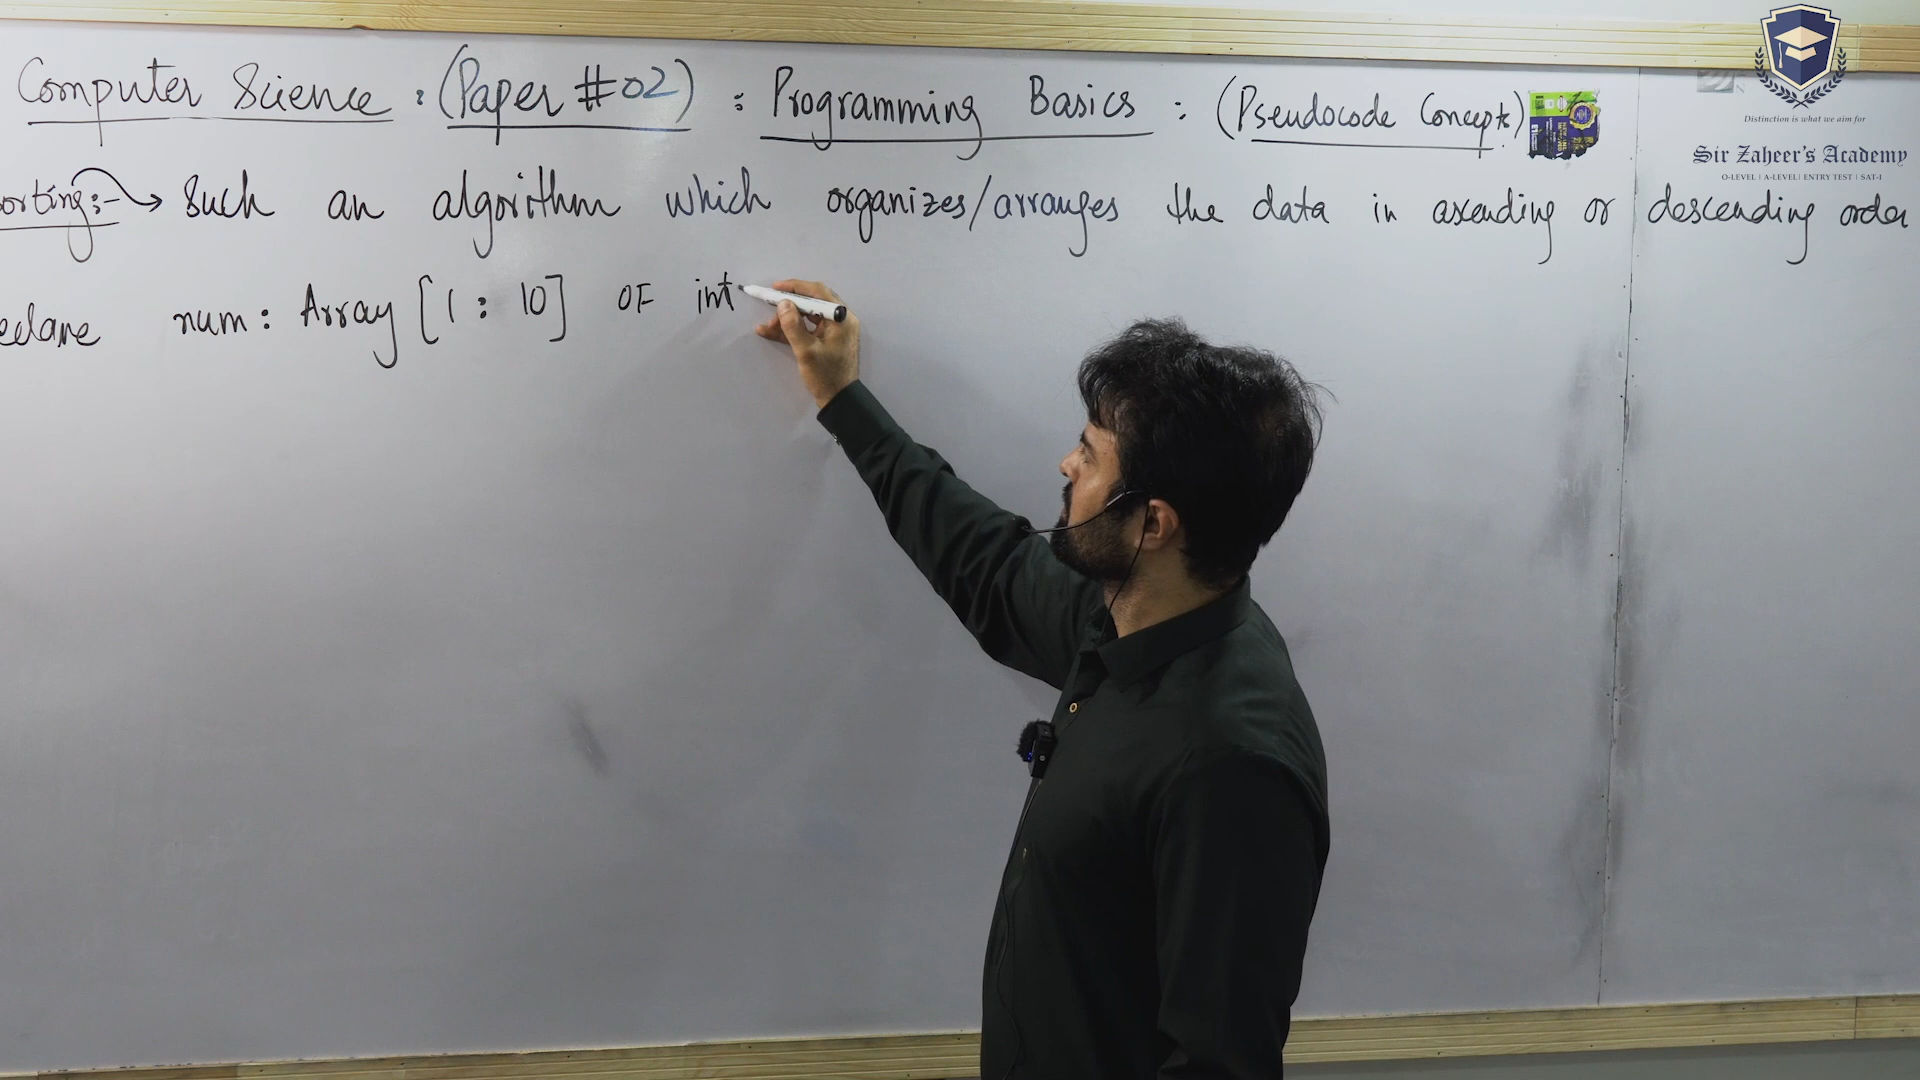 Computer Science : (Paper #02) : Programming Basics : (Pseudocode Concepts)
Distinction is what we aim for
Sir Zaheer's Academy
O-LEVEL | A-LEVEL | ENTRY TEST | SAT-I
orting:- → Such an algorithm which organizes/arranges the data in ascending or descending order
eclare num: Array [1 : 10] OF int